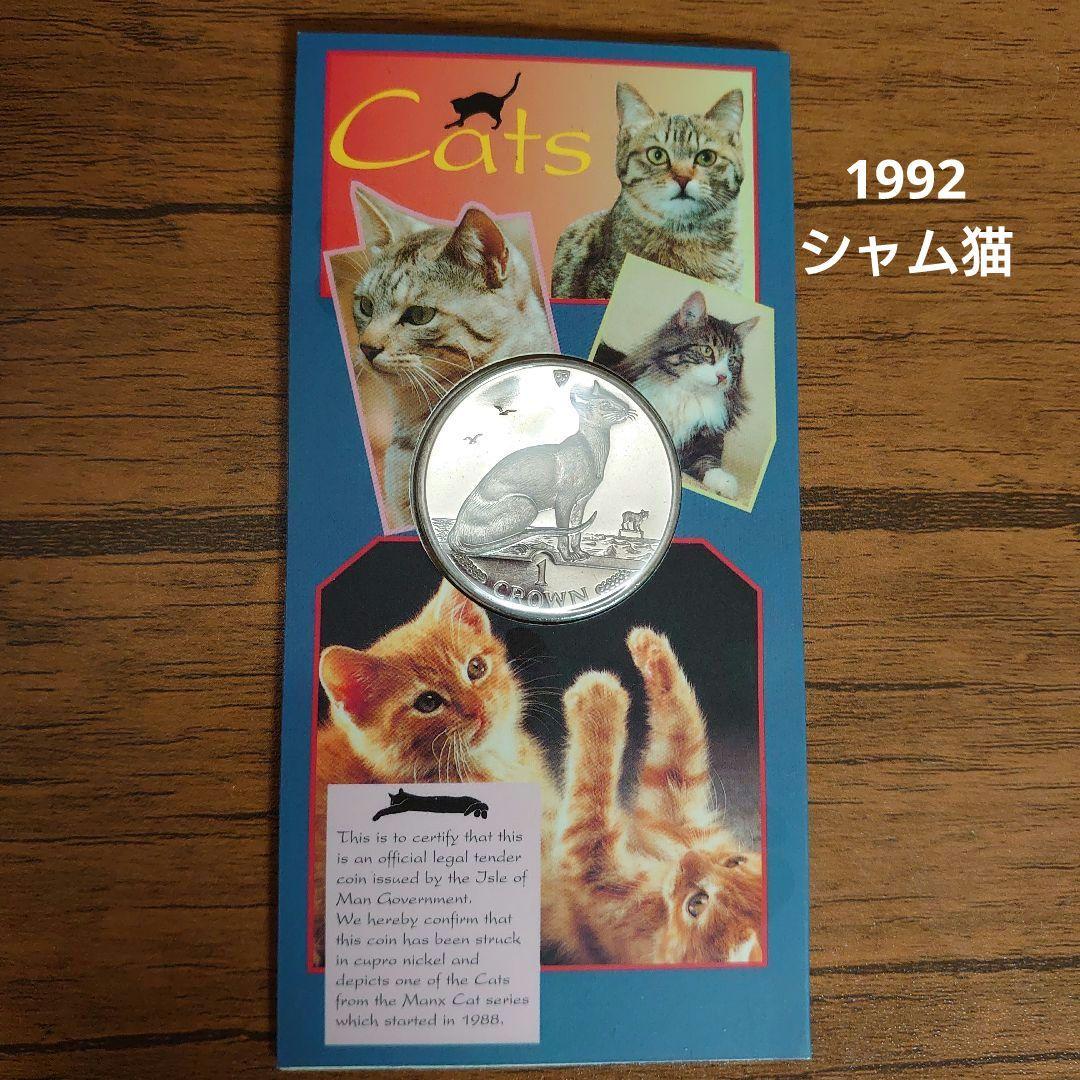 Cats
1992
シャム猫
1
CROWN
This is to certify that this
is an official legal tender
coin issued by the Isle of
Man Government.
We hereby confirm that
this coin has been struck
in cupro nickel and
depicts one of the Cats
from the Manx Cat series
which started in 1988.